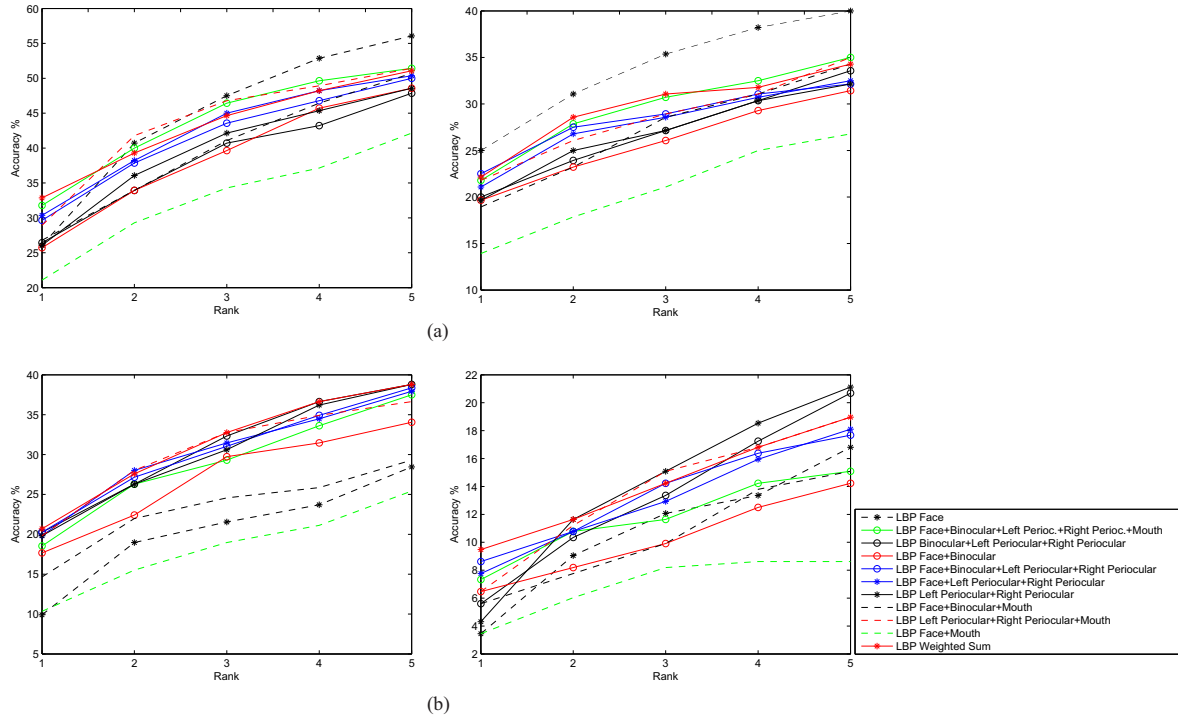 60
55
50
45
40
35
30
25
20
Accuracy %
1 2 3 4 5
Rank
40
35
30
25
20
15
10
Accuracy %
1 2 3 4 5
Rank
(a)
40
35
30
25
20
15
10
5
Accuracy %
1 2 3 4 5
Rank
22
20
18
16
14
12
10
8
6
4
2
Accuracy %
1 2 3 4 5
Rank
LBP Face
LBP Face+Binocular+Left Perioc.+Right Perioc.+Mouth
LBP Binocular+Left Periocular+Right Periocular
LBP Face+Binocular
LBP Face+Binocular+Left Periocular+Right Periocular
LBP Face+Left Periocular+Right Periocular
LBP Left Periocular+Right Periocular
LBP Face+Binocular+Mouth
LBP Left Periocular+Right Periocular+Mouth
LBP Face+Mouth
LBP Weighted Sum
(b)